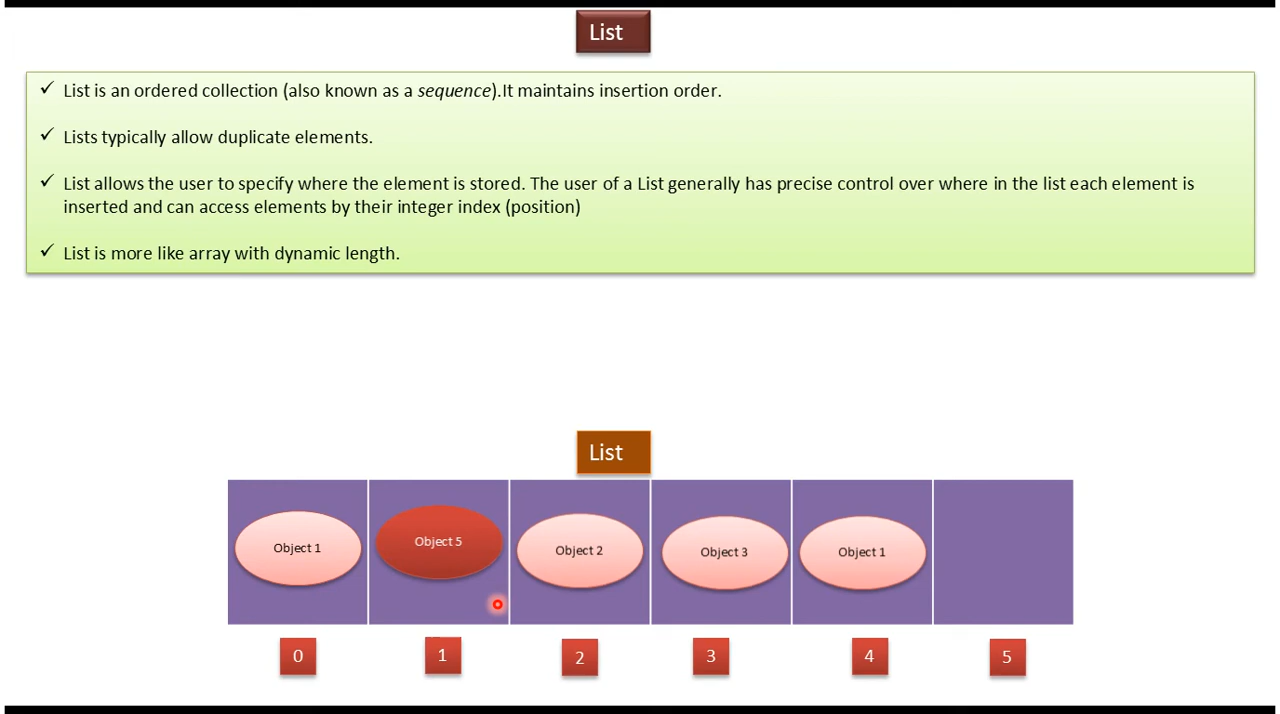 List
✓ List is an ordered collection (also known as a sequence).It maintains insertion order.
✓ Lists typically allow duplicate elements.
✓ List allows the user to specify where the element is stored. The user of a List generally has precise control over where in the list each element is
inserted and can access elements by their integer index (position)
✓ List is more like array with dynamic length.
List
Object 1 Object 5 Object 2 Object 3 Object 1
0 1 2 3 4 5